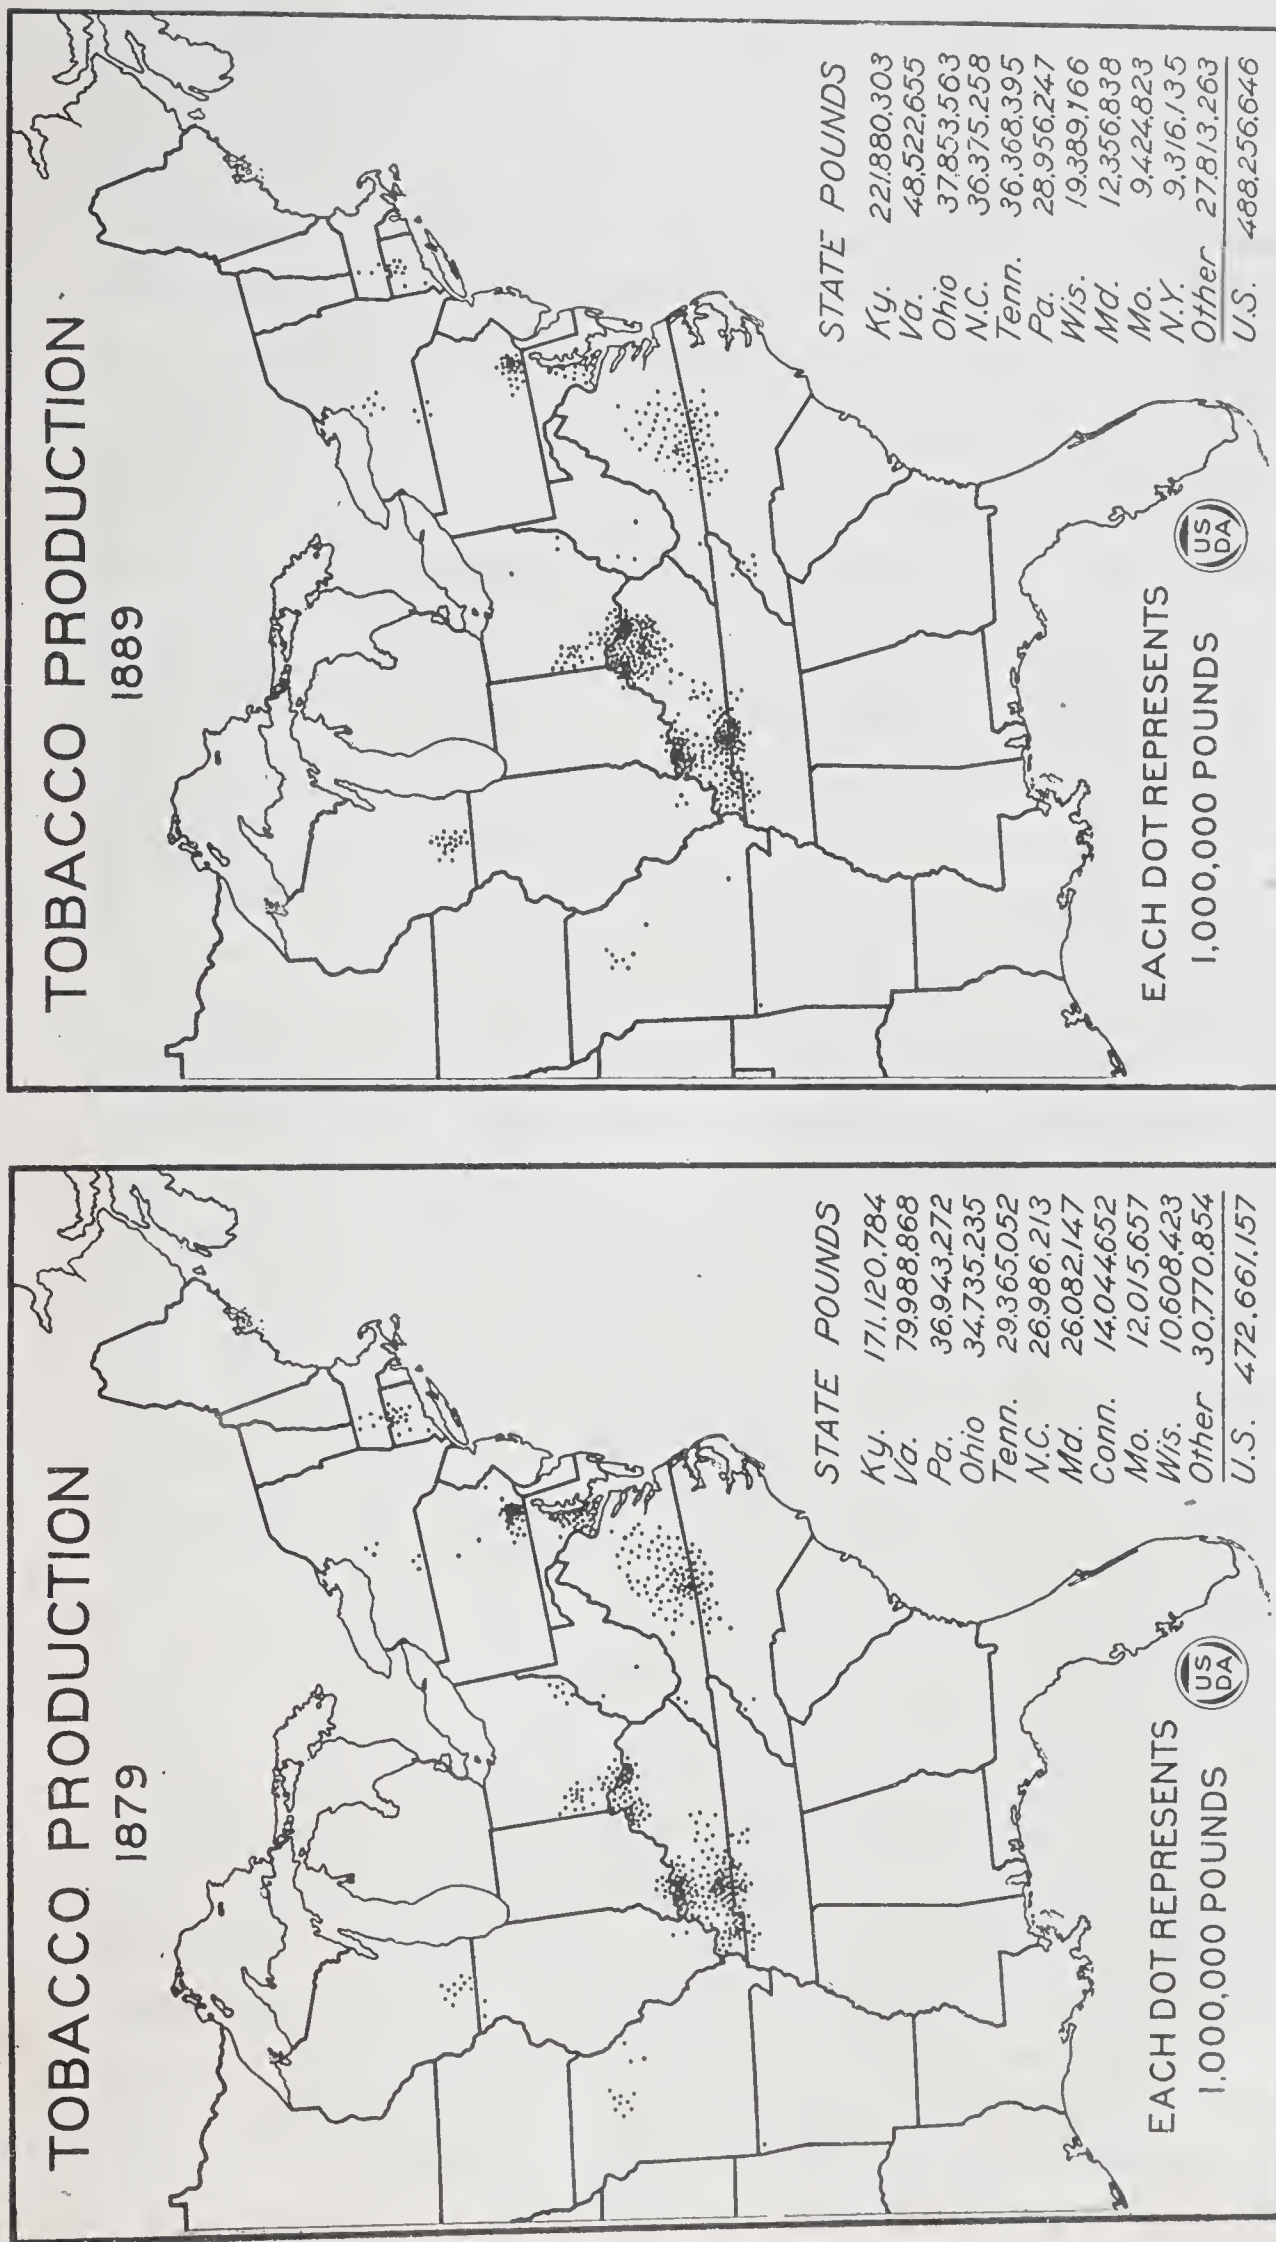 TOBACCO PRODUCTION
1879
STATE POUNDS
Ky. 171,120,784
Va. 79,988,868
Pa. 36,943,272
Ohio 34,735,235
Tenn. 29,365,052
N.C. 26,986,213
Md. 26,082,147
Conn. 14,044,652
Mo. 12,015,657
Wis. 10,608,423
Other 30,770,854
U.S. 472,661,157
EACH DOT REPRESENTS
1,000,000 POUNDS
US
DA
TOBACCO PRODUCTION
1889
STATE POUNDS
Ky. 221,880,303
Va. 48,522,655
Ohio 37,853,563
N.C. 36,375,258
Tenn. 36,368,395
Pa. 28,956,247
Wis. 19,389,166
Md. 12,356,838
Mo. 9,424,823
N.Y. 9,316,135
Other 27,813,263
U.S. 488,256,646
EACH DOT REPRESENTS
1,000,000 POUNDS
US
DA